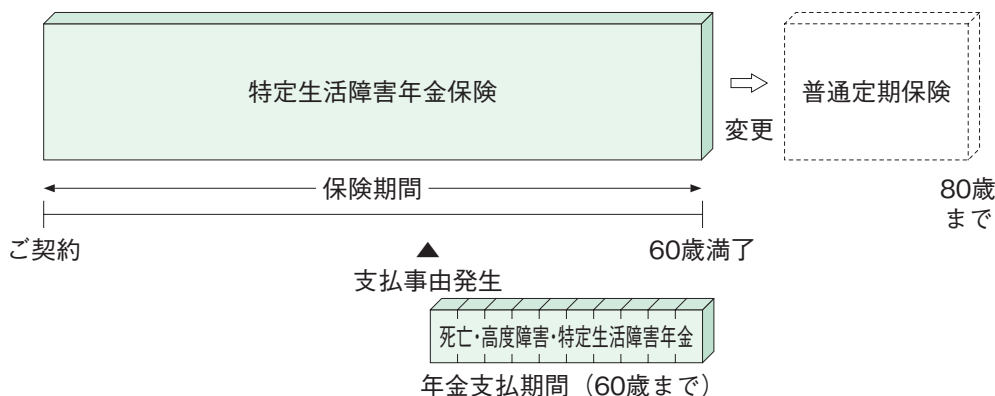 特定生活障害年金保険
変更
普通定期保険
保険期間
80歳
まで
ご契約
60歳満了
支払事由発生
死亡・高度障害・特定生活障害年金
年金支払期間（60歳まで）